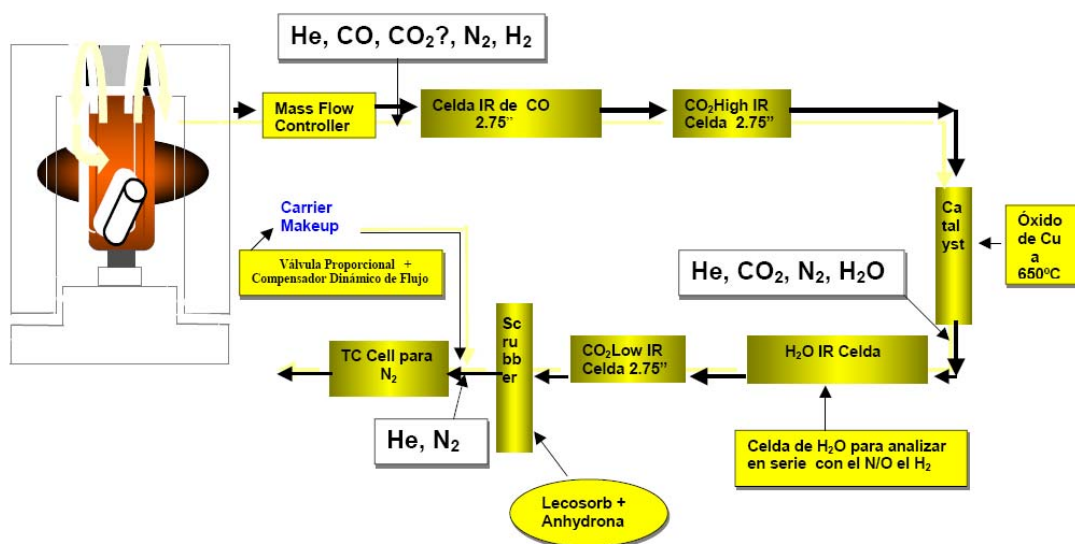 He, CO, CO₂?, N₂, H₂
Mass Flow
Controller
Celda IR de CO
2.75”
CO₂High IR
Celda 2.75”
Ca
tal
yst
Óxido
de Cu
a
650ºC
Carrier
Makeup
Válvula Proporcional +
Compensador Dinámico de Flujo
He, CO₂, N₂, H₂O
TC Cell para
N₂
Sc
ru
bb
er
CO₂Low IR
Celda 2.75”
H₂O IR Celda
He, N₂
Celda de H₂O para analizar
en serie con el N/O el H₂
Lecosorb +
Anhydrona